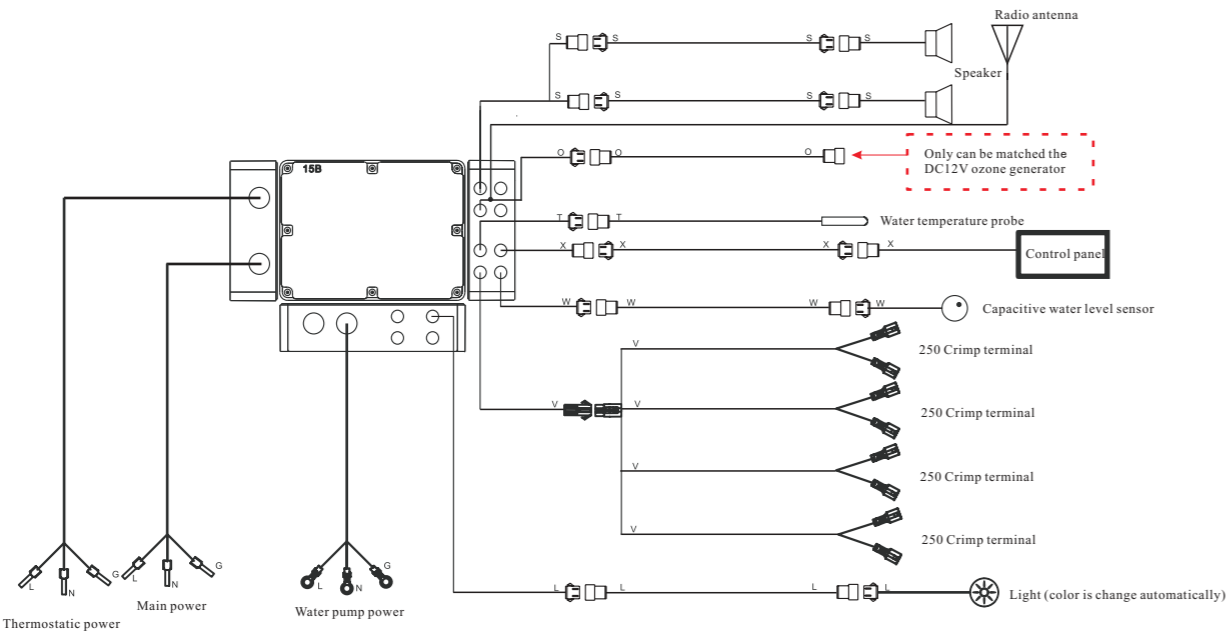 Radio antenna
S S S S
Speaker
S S S S
O O O
Only can be matched the
DC12V ozone generator
15B
T T
Water temperature probe
X X X X
Control panel
W W W W
Capacitive water level sensor
V
250 Crimp terminal
V V
250 Crimp terminal
V
250 Crimp terminal
V
250 Crimp terminal
L N G
Thermostatic power
L N G
Main power
L N G
Water pump power
L L L L
Light (color is change automatically)